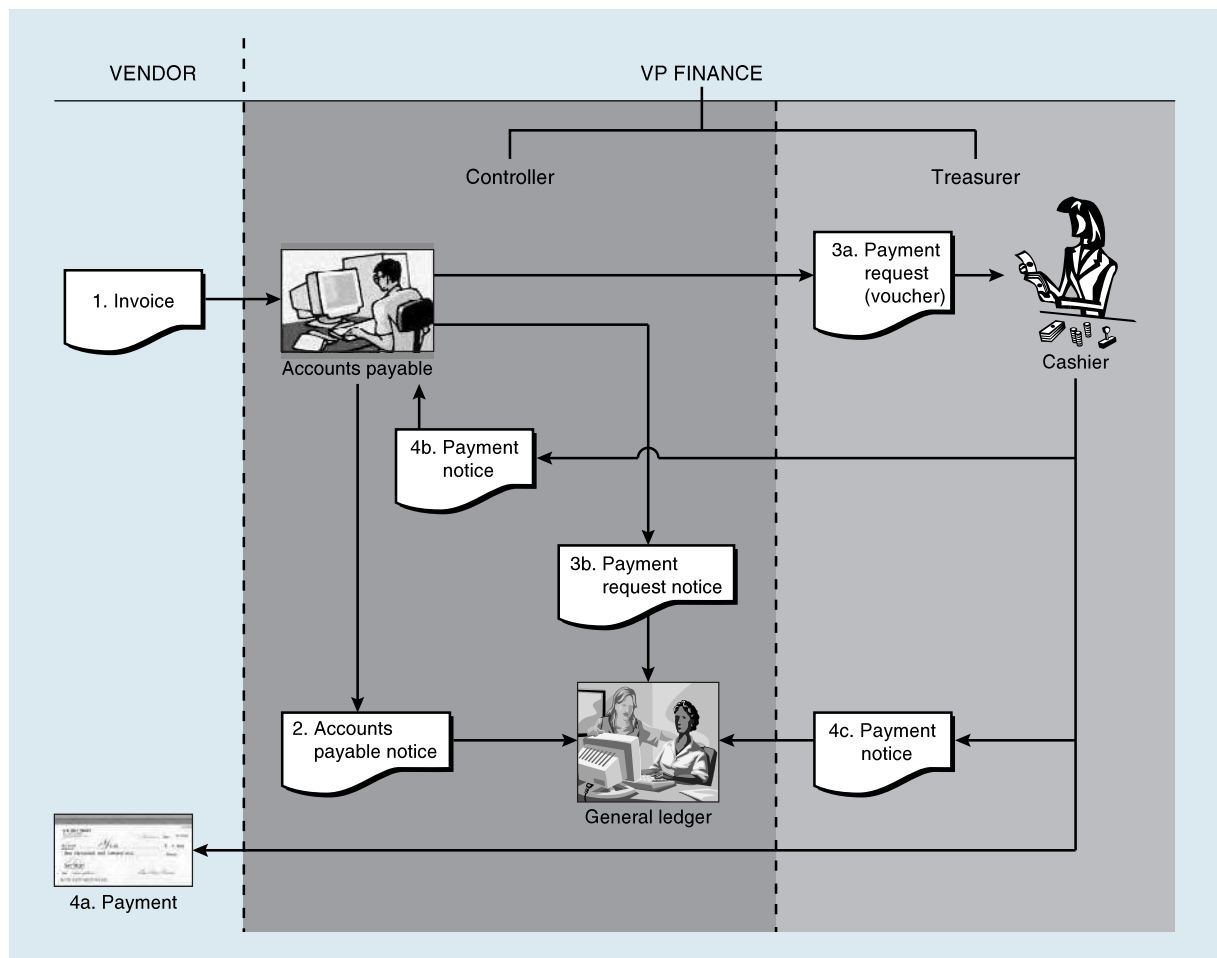 VENDOR
VP FINANCE
Controller
Treasurer
3a. Payment
request
(voucher)
1. Invoice
Accounts payable
Cashier
4b. Payment
notice
3b. Payment
request notice
2. Accounts
payable notice
4c. Payment
notice
General ledger
4a. Payment